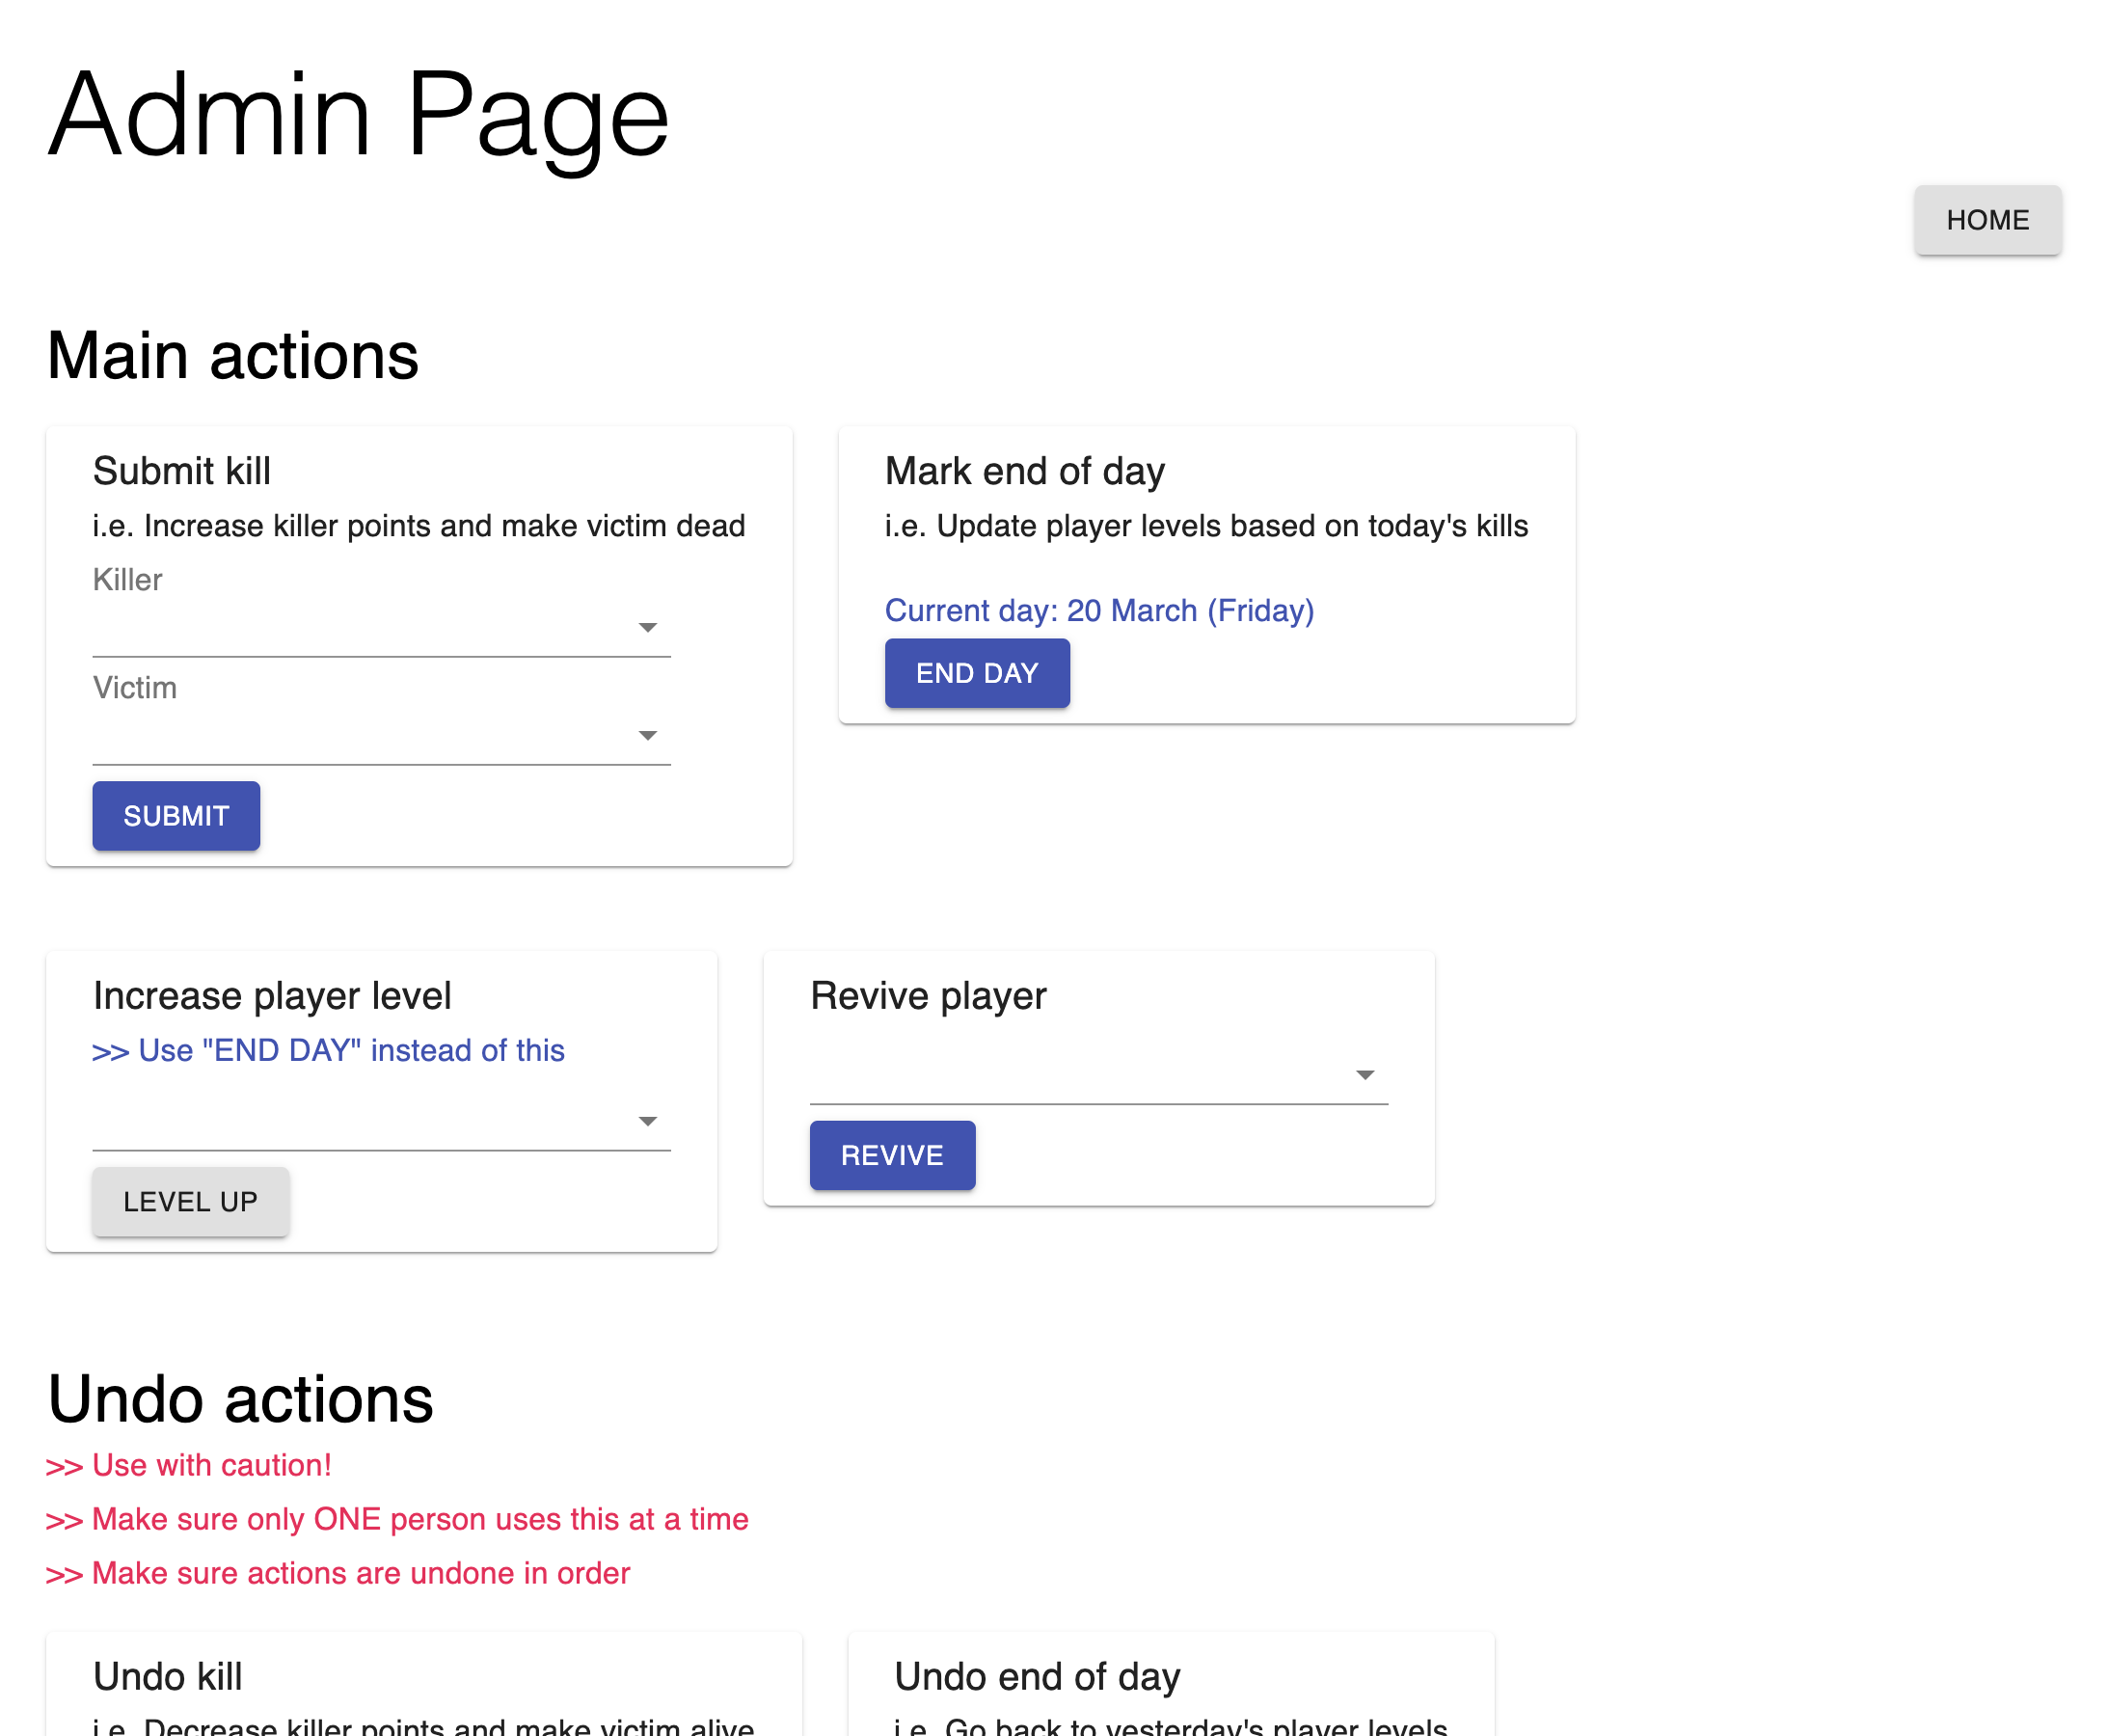 Admin Page
HOME
Main actions
Submit kill
i.e. Increase killer points and make victim dead
Killer
Victim
SUBMIT
Mark end of day
i.e. Update player levels based on today's kills
Current day: 20 March (Friday)
END DAY
Increase player level
>> Use "END DAY" instead of this
LEVEL UP
Revive player
REVIVE
Undo actions
>> Use with caution!
>> Make sure only ONE person uses this at a time
>> Make sure actions are undone in order
Undo kill
i.e. Decrease killer points and make victim alive
Undo end of day
i.e. Go back to yesterday's player levels